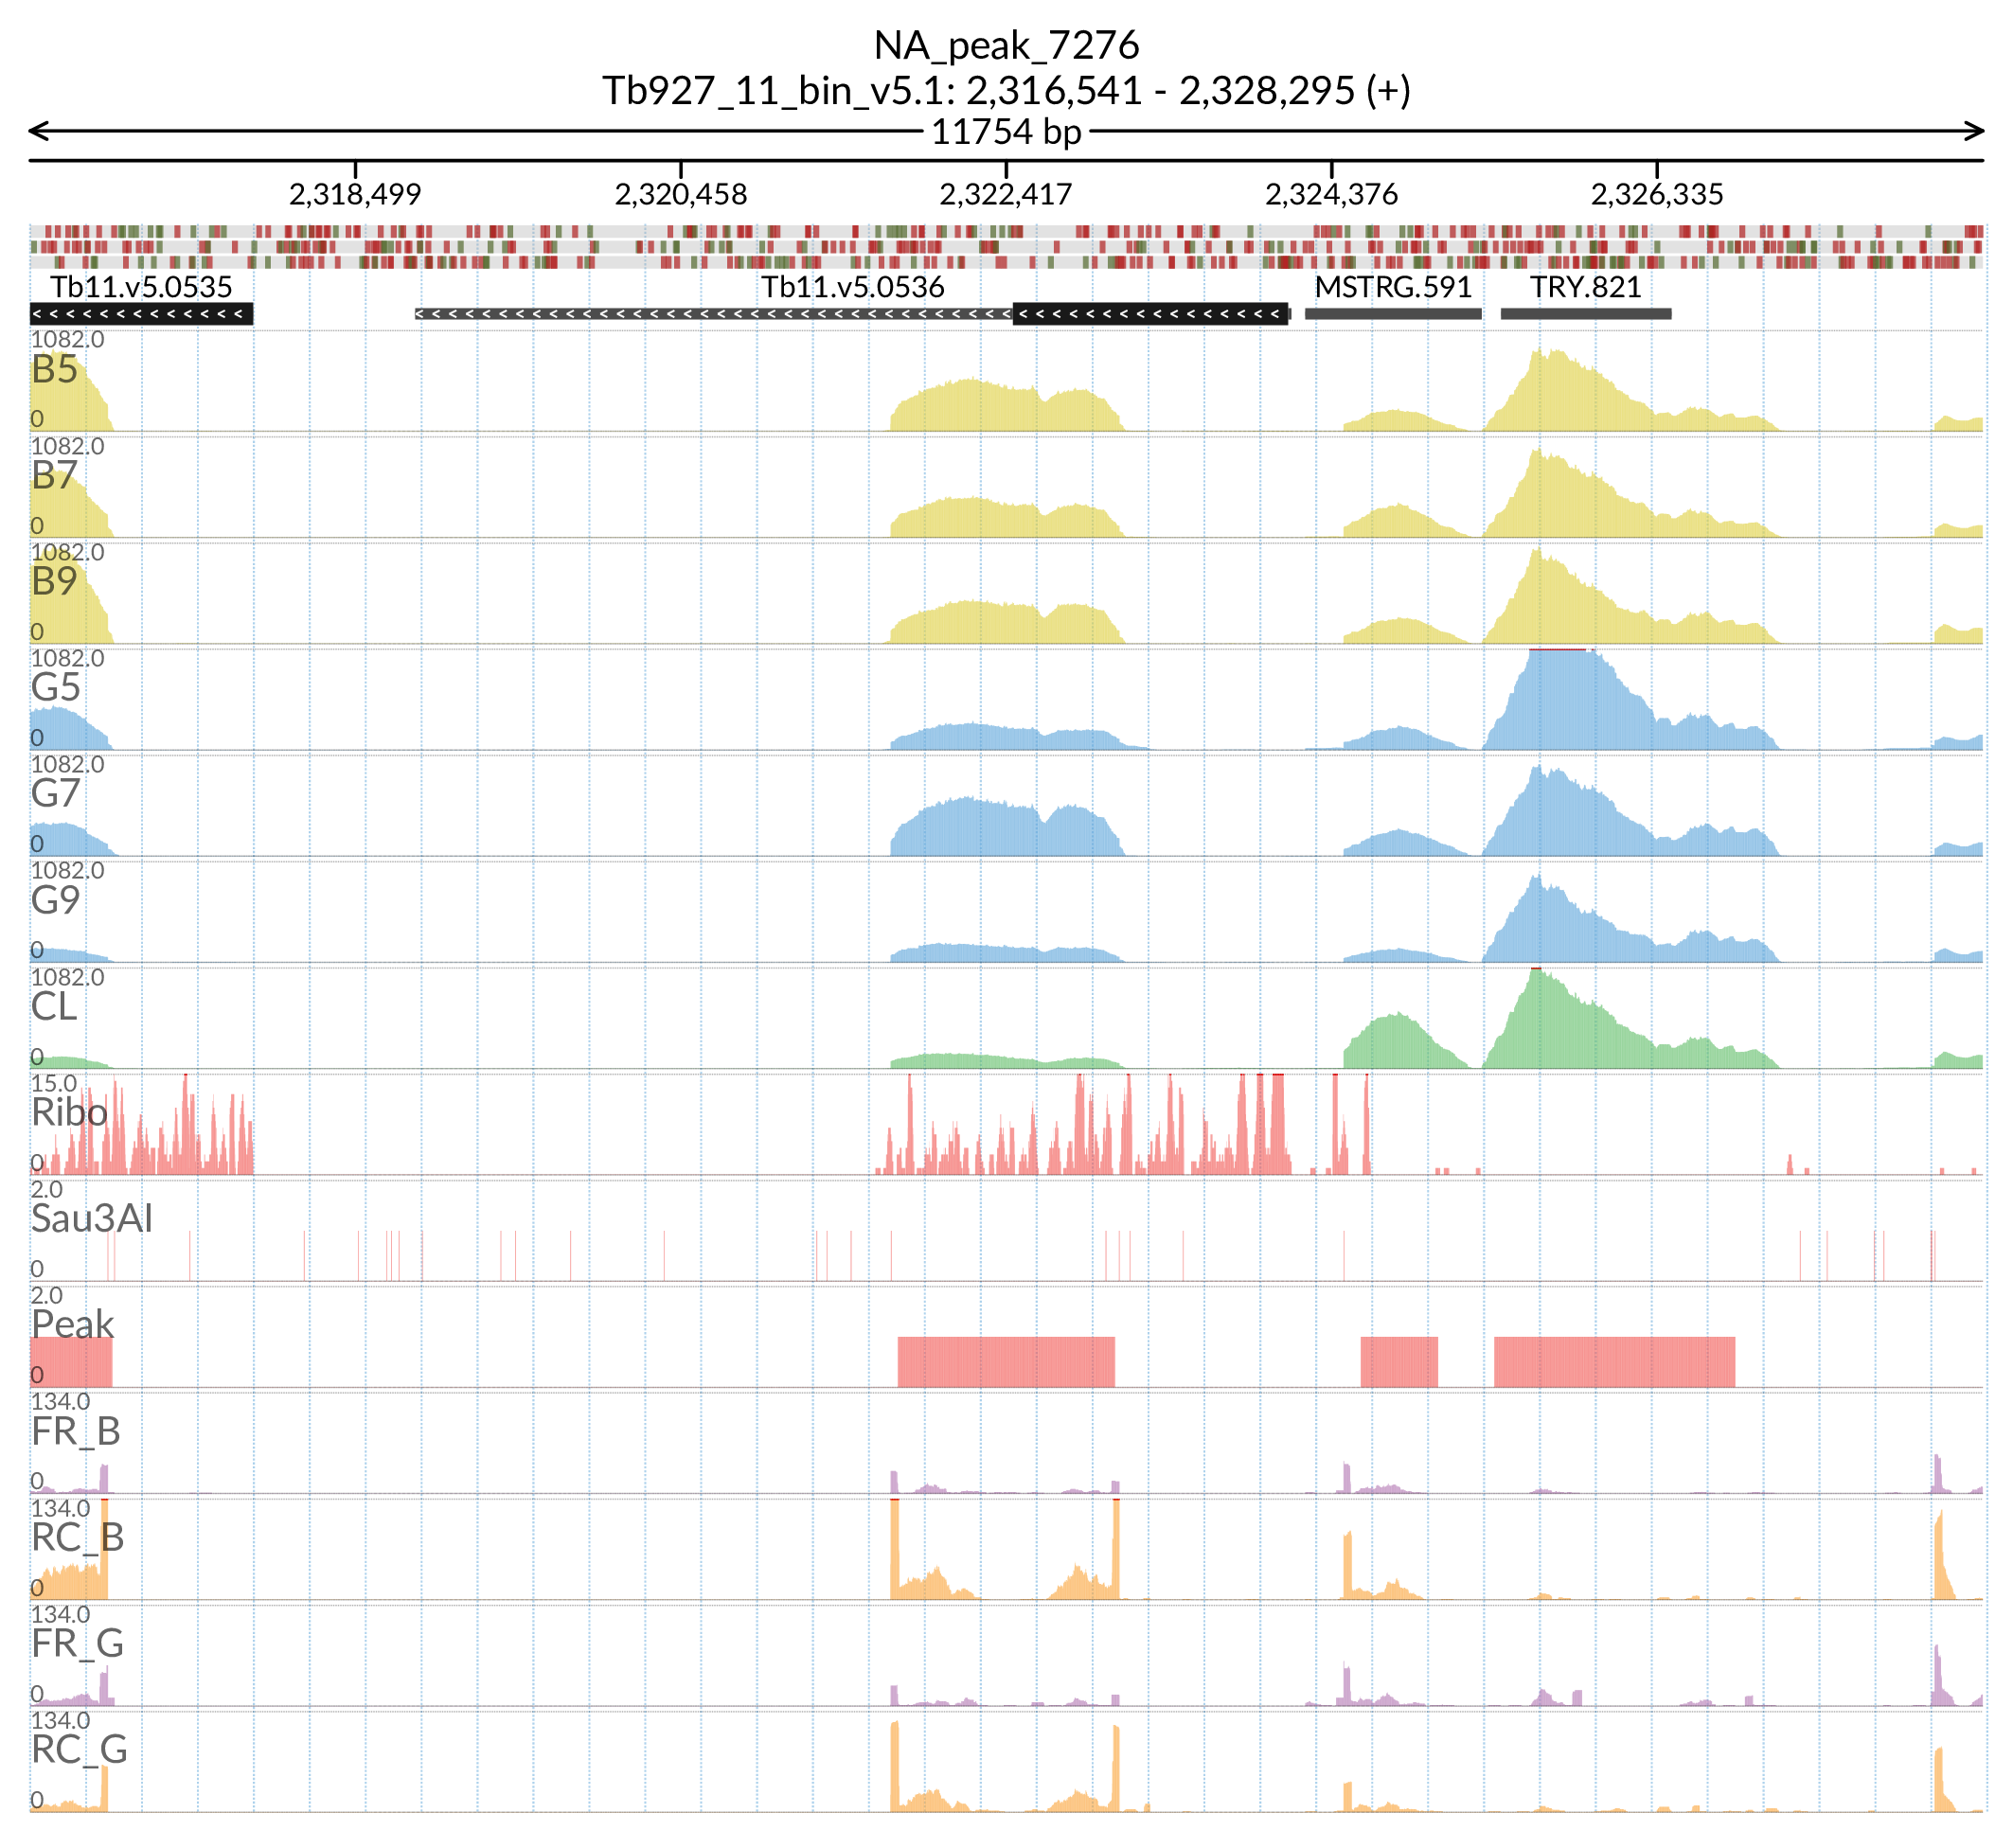 NA_peak_7276
Tb927_11_bin_v5.1: 2,316,541 - 2,328,295 (+)
11754 bp
2,318,499 2,320,458 2,322,417 2,324,376 2,326,335
Tb11.v5.0535 Tb11.v5.0536 MSTRG.591 TRY.821
1082.0
B5
0
1082.0
B7
0
1082.0
B9
0
1082.0
G5
0
1082.0
G7
0
1082.0
G9
0
1082.0
CL
0
15.0
Ribo
0
2.0
Sau3AI
0
2.0
Peak
0
134.0
FR_B
0
134.0
RC_B
0
134.0
FR_G
0
134.0
RC_G
0